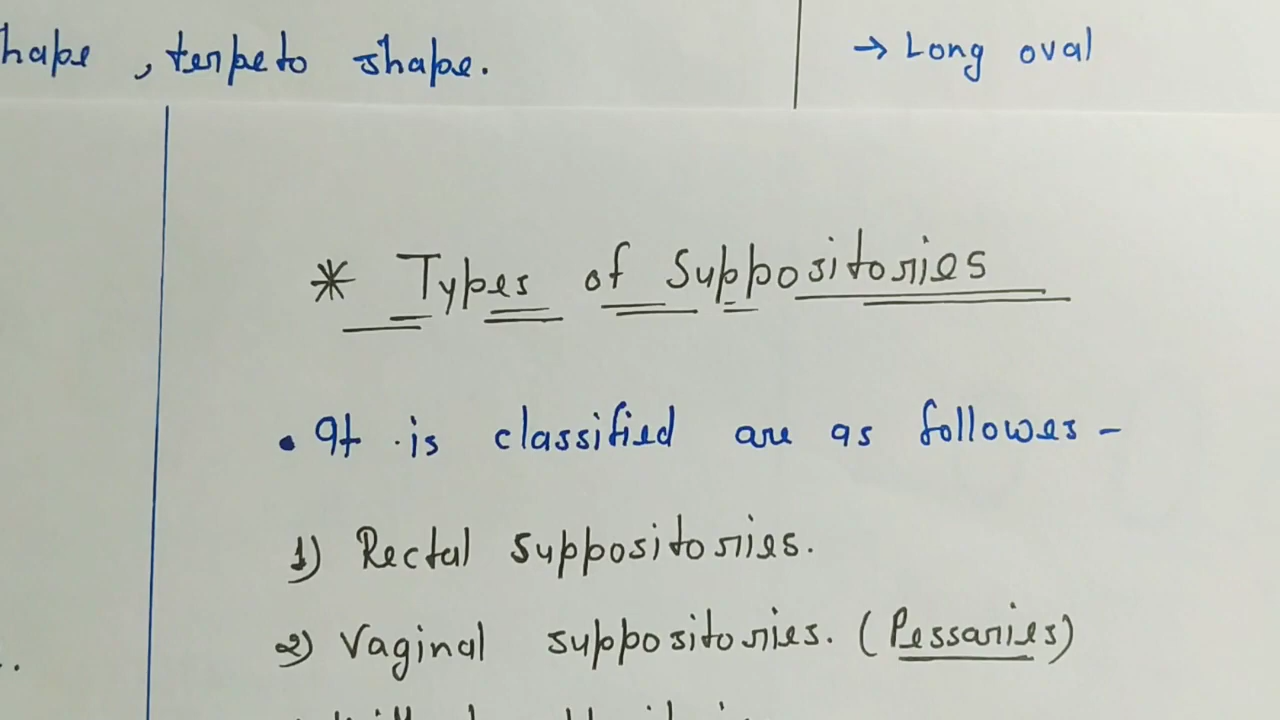 hape , terpeto shape.
→ Long oval
* Types of Suppositories
• It is classified are as followes -
1) Rectal suppositories.
2) Vaginal suppositories. (Pessaries)